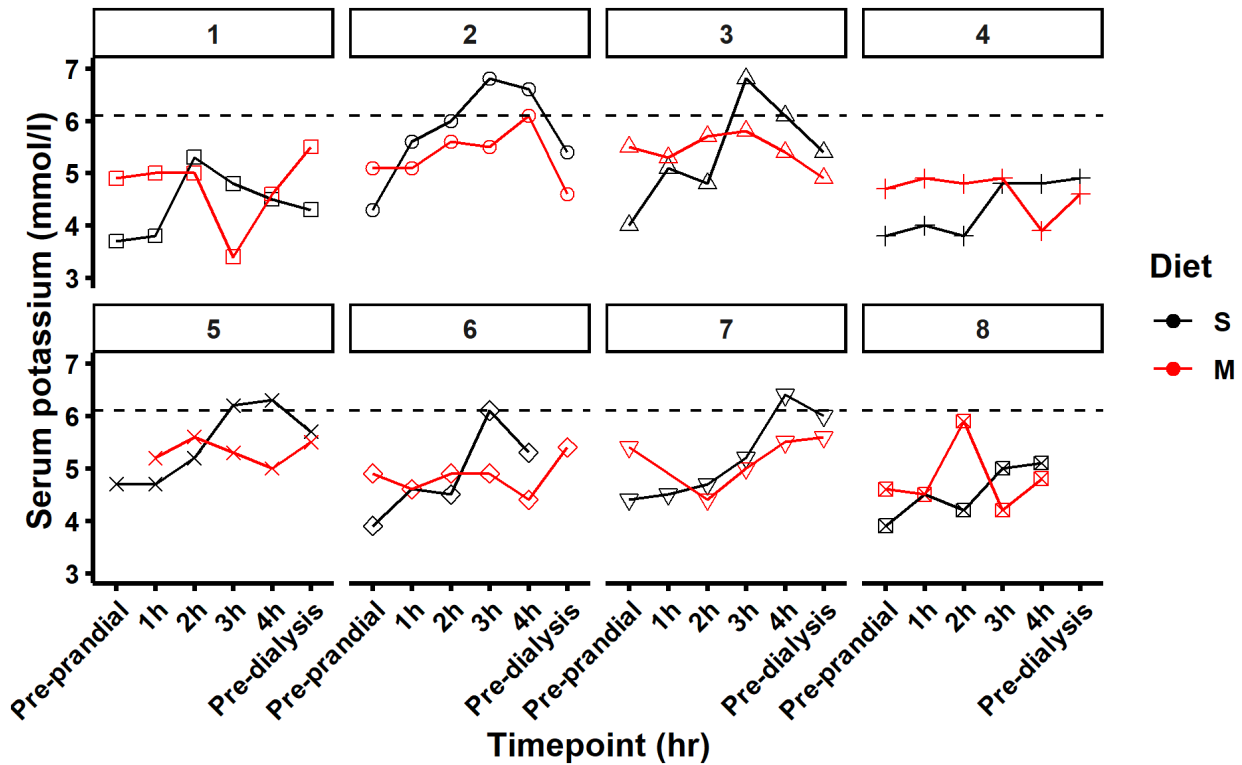 1 2 3 4
Serum potassium (mmol/l)
7
6
5
4
3
5 6 7 8
7
6
5
4
3
Pre-prandial 1h 2h 3h 4h Pre-dialysis Pre-prandial 1h 2h 3h 4h Pre-dialysis Pre-prandial 1h 2h 3h 4h Pre-dialysis Pre-prandial 1h 2h 3h 4h Pre-dialysis
Timepoint (hr)
Diet
S
M